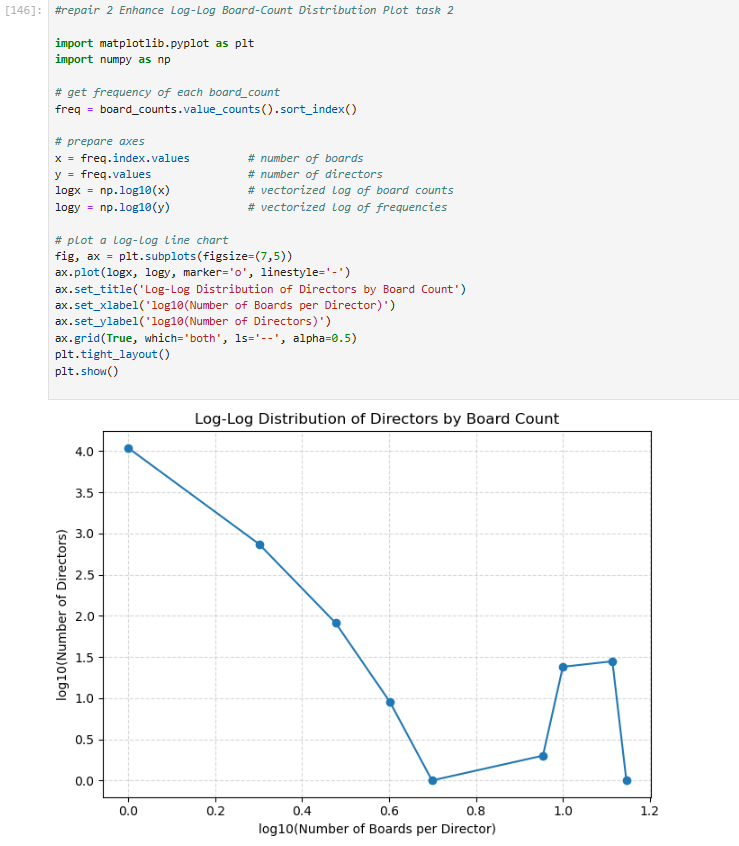 [146]: #repair 2 Enhance Log-Log Board-Count Distribution Plot task 2
import matplotlib.pyplot as plt
import numpy as np
# get frequency of each board_count
freq = board_counts.value_counts().sort_index()
# prepare axes
x = freq.index.values # number of boards
y = freq.values # number of directors
logx = np.log10(x) # vectorized log of board counts
logy = np.log10(y) # vectorized log of frequencies
# plot a log-log line chart
fig, ax = plt.subplots(figsize=(7,5))
ax.plot(logx, logy, marker='o', linestyle='-')
ax.set_title('Log-Log Distribution of Directors by Board Count')
ax.set_xlabel('log10(Number of Boards per Director)')
ax.set_ylabel('log10(Number of Directors)')
ax.grid(True, which='both', ls='--', alpha=0.5)
plt.tight_layout()
plt.show()
Log-Log Distribution of Directors by Board Count
log10(Number of Directors)
4.0
3.5
3.0
2.5
2.0
1.5
1.0
0.5
0.0
0.0 0.2 0.4 0.6 0.8 1.0 1.2
log10(Number of Boards per Director)